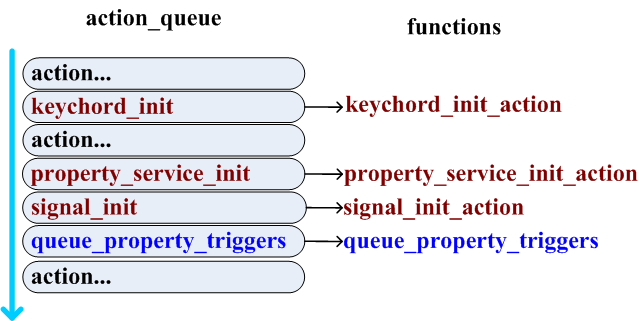 action_queue
functions
action...
keychord_init
keychord_init_action
action...
property_service_init
property_service_init_action
signal_init
signal_init_action
queue_property_triggers
queue_property_triggers
action...